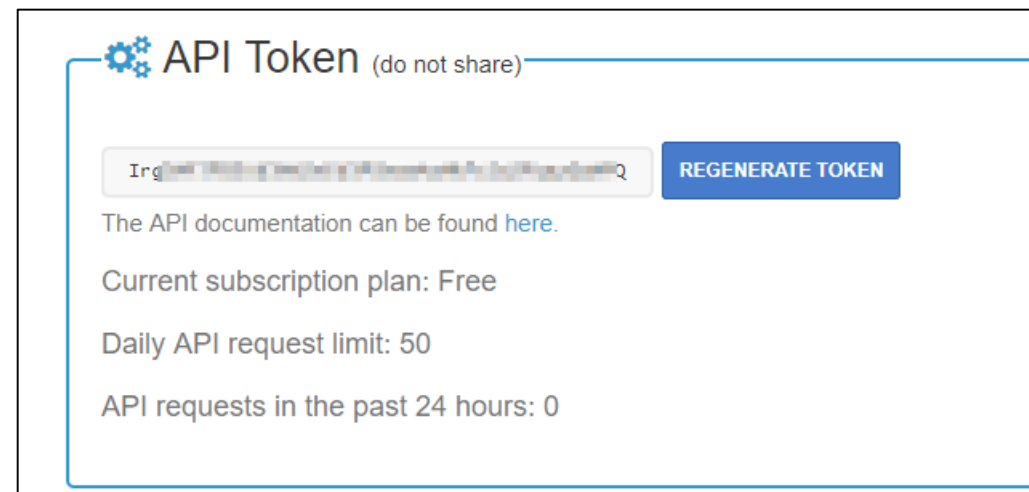 API Token (do not share)
REGENERATE TOKEN
The API documentation can be found here.
Current subscription plan: Free
Daily API request limit: 50
API requests in the past 24 hours: 0